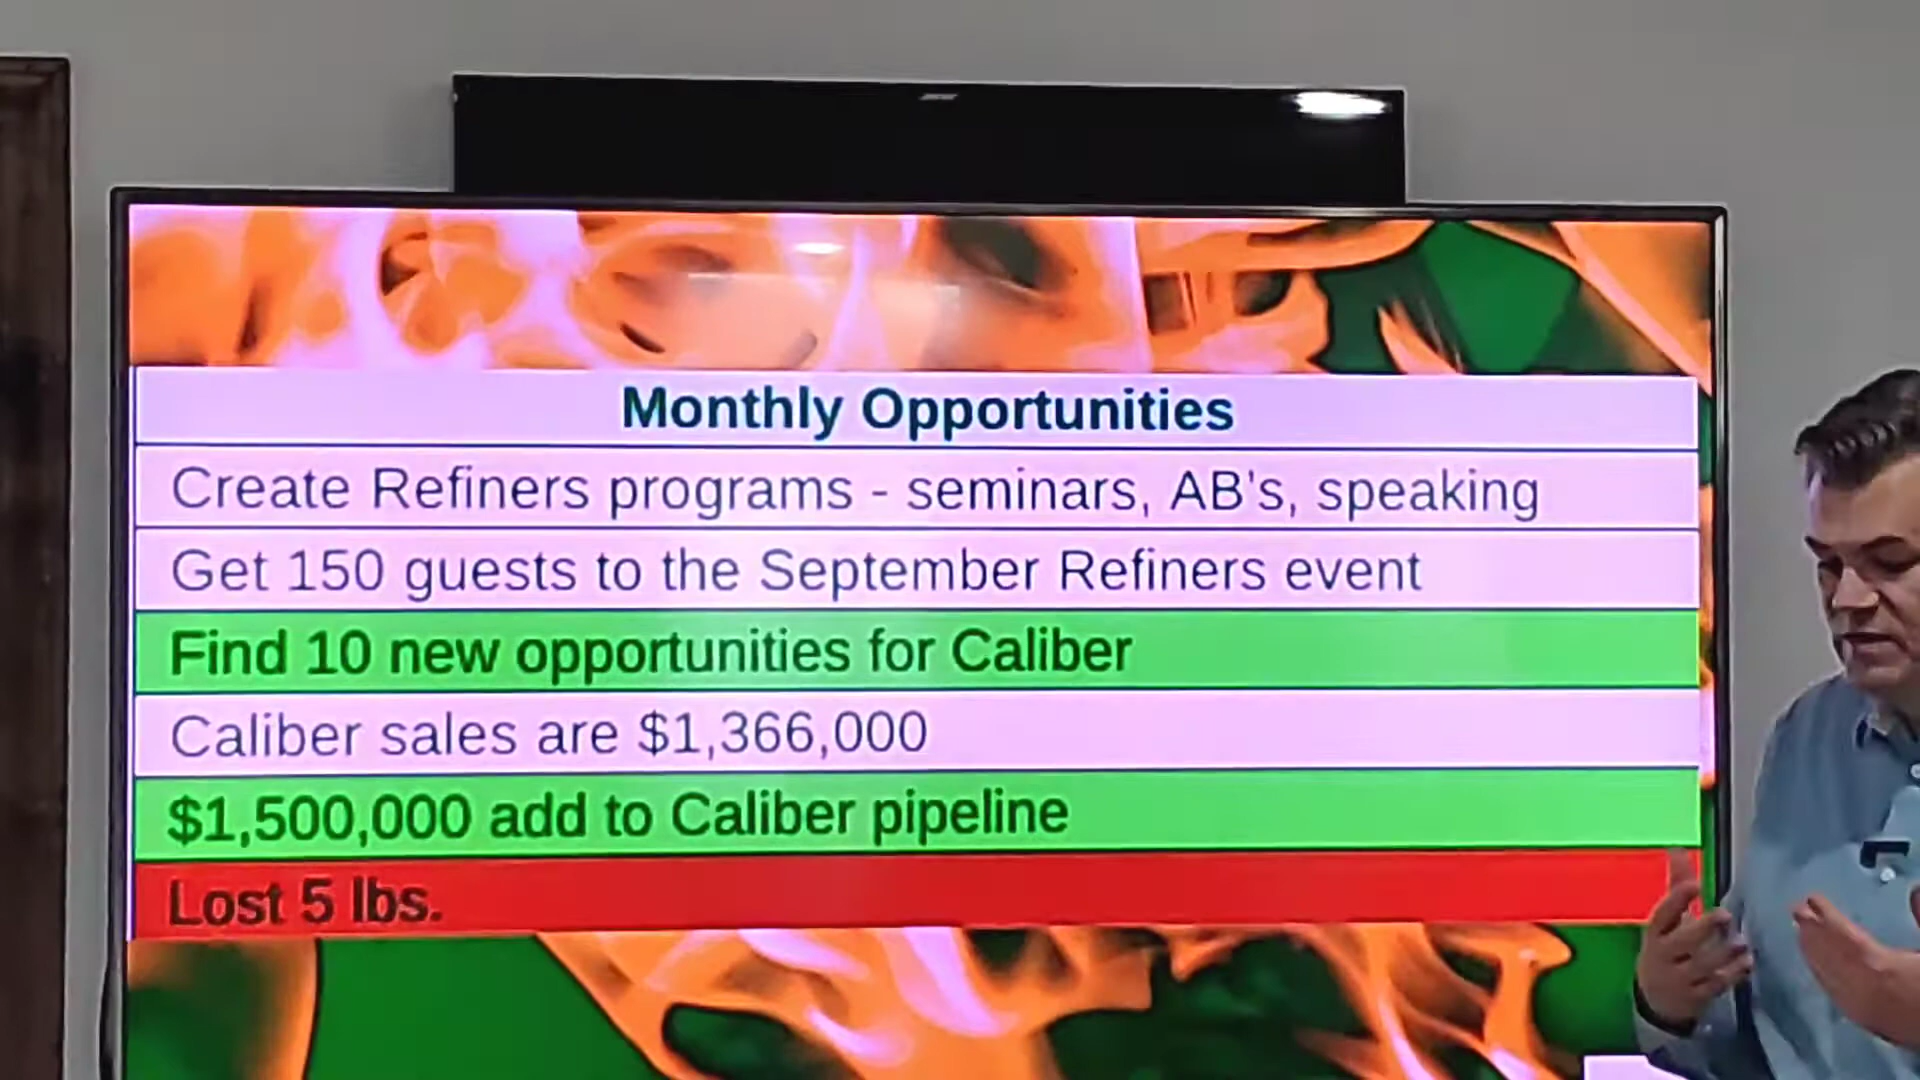 Monthly Opportunities
Create Refiners programs - seminars, AB's, speaking
Get 150 guests to the September Refiners event
Find 10 new opportunities for Caliber
Caliber sales are $1,366,000
$1,500,000 add to Caliber pipeline
Lost 5 lbs.